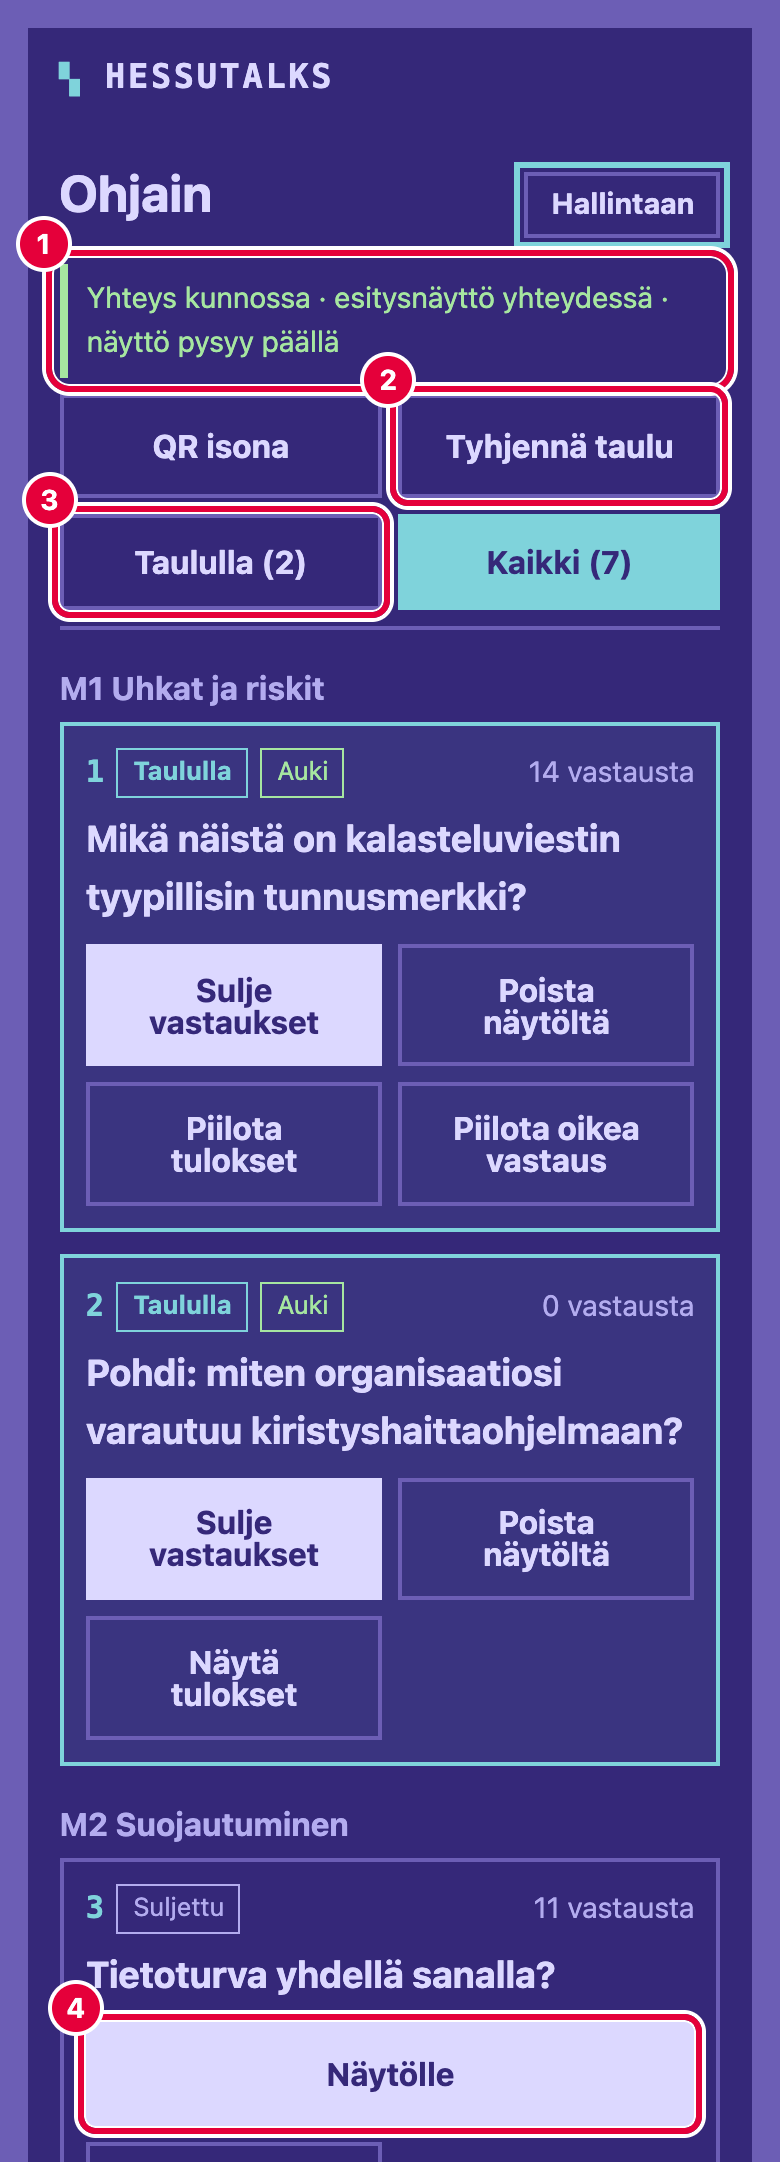 HESSUTALKS
Ohjain
Hallintaan
1
Yhteys kunnossa · esitysnäyttö yhteydessä ·
näyttö pysyy päällä
2
QR isona
Tyhjennä taulu
3
Taululla (2)
Kaikki (7)
M1 Uhkat ja riskit
1 Taululla Auki 14 vastausta
Mikä näistä on kalasteluviestin
tyypillisin tunnusmerkki?
Sulje
vastaukset
Poista
näytöltä
Piilota
tulokset
Piilota oikea
vastaus
2 Taululla Auki 0 vastausta
Pohdi: miten organisaatiosi
varautuu kiristyshaittaohjelmaan?
Sulje
vastaukset
Poista
näytöltä
Näytä
tulokset
M2 Suojautuminen
3 Suljettu 11 vastausta
Tietoturva yhdellä sanalla?
4
Näytölle